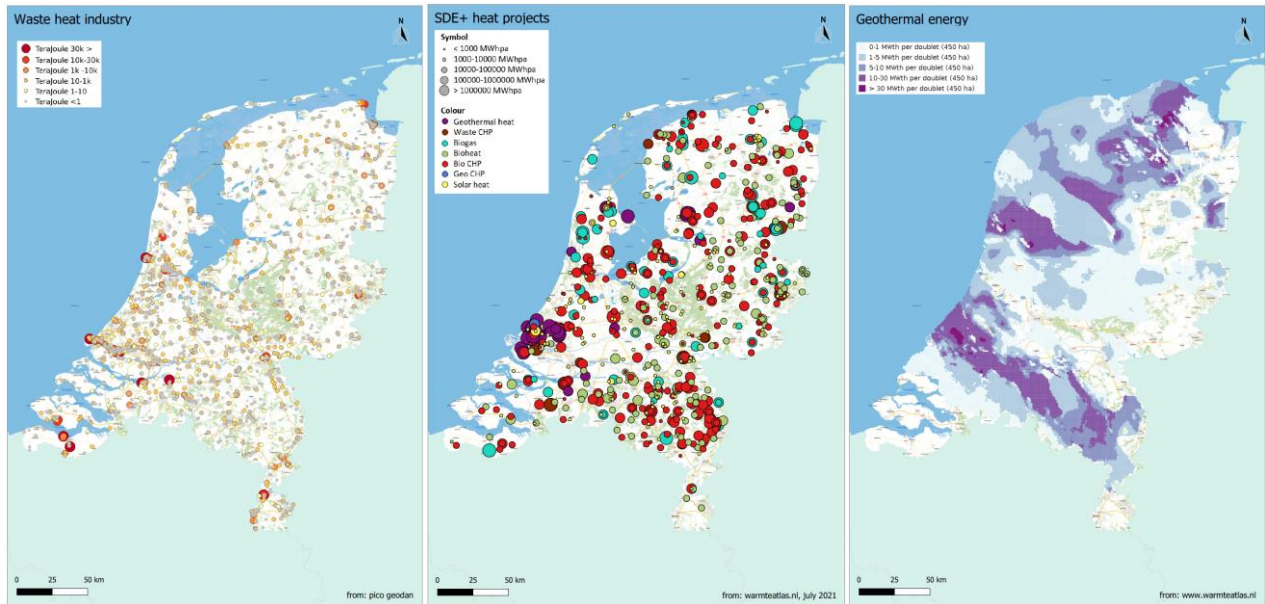 Waste heat industry
N
TeraJoule 30k >
TeraJoule 10k-30k
TeraJoule 1k -10k
TeraJoule 10-1k
TeraJoule 1-10
TeraJoule <1
0 25 50 km
from: pico geodan
SDE+ heat projects
N
Symbol
< 1000 MWhpa
1000-10000 MWhpa
10000-100000 MWhpa
100000-1000000 MWhpa
> 1000000 MWhpa
Colour
Geothermal heat
Waste CHP
Biogas
Bioheat
Bio CHP
Geo CHP
Solar heat
0 25 50 km
from: warmteatlas.nl, july 2021
Geothermal energy
N
0-1 MWth per doublet (450 ha)
1-5 MWth per doublet (450 ha)
5-10 MWth per doublet (450 ha)
10-30 MWth per doublet (450 ha)
> 30 MWth per doublet (450 ha)
0 25 50 km
from: www.warmteatlas.nl